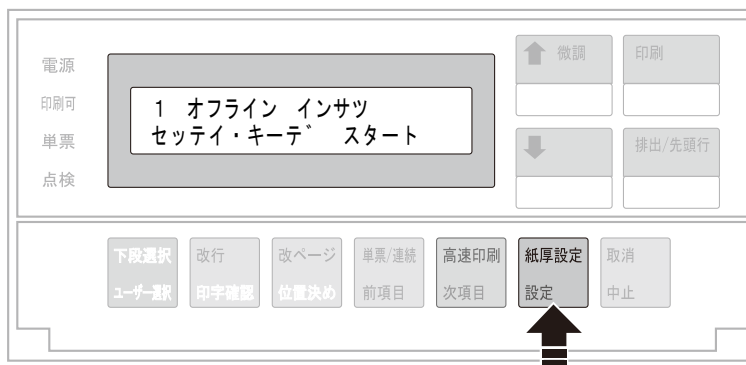 電源
印刷可
単票
点検
1 オフライン インサツ
セッテイ・キーデ゛ スタート
微調
印刷
排出/先頭行
下段選択
ユーザー選択
改行
印字確認
改ページ
位置決め
単票/連続
前項目
高速印刷
次項目
紙厚設定
設定
取消
中止